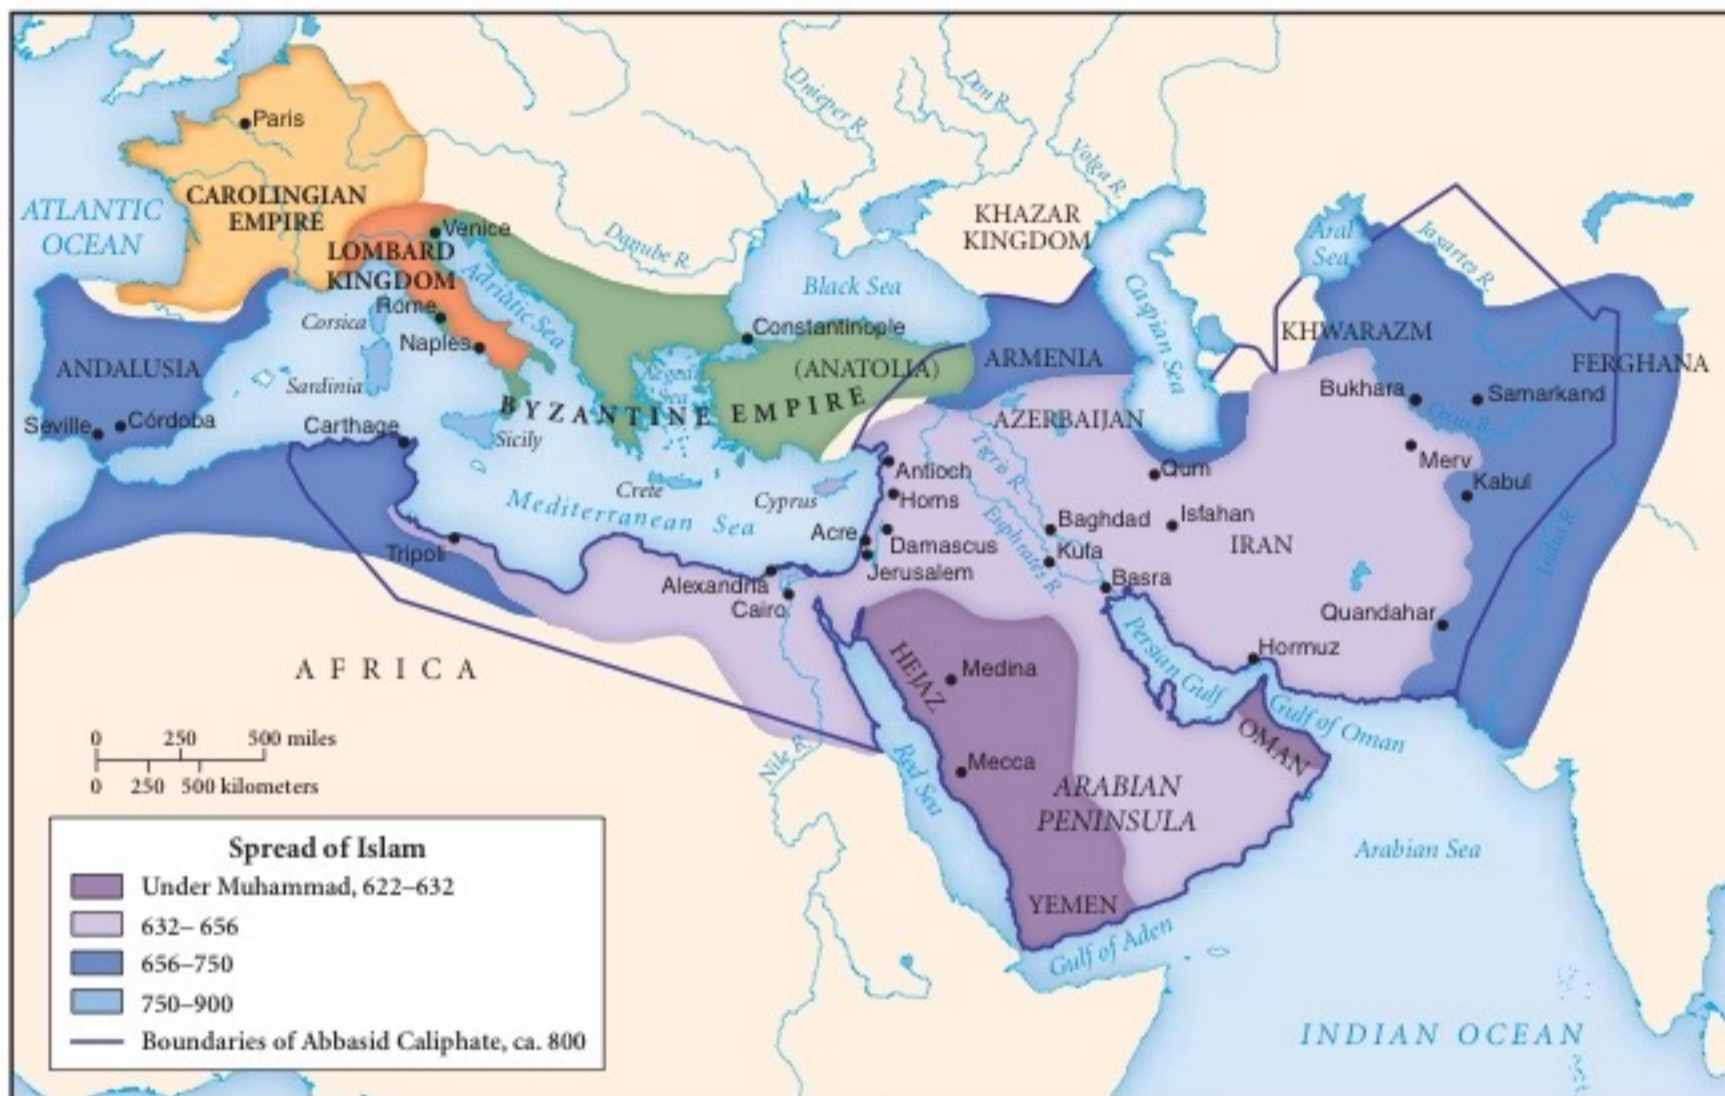 Dnieper R.
Don R.
Volga R.
Paris
ATLANTIC
OCEAN
CAROLINGIAN
EMPIRE
KHAZAR
KINGDOM
Aral
Sea
Jaxartes R.
Venice
LOMBARD
KINGDOM
Danube R.
Adriatic Sea
Black Sea
Caspian Sea
Corsica
Rome
Naples
Constantinople
KHWARAZM
ANDALUSIA
Sardinia
Aegean
Sea
(ANATOLIA)
ARMENIA
FERGHANA
Bukhara
Samarkand
BYZANTINE EMPIRE
Seville
Córdoba
Carthage
Sicily
AZERBAIJAN
Oxus R.
Merv
Tigris R.
Antioch
Qum
Kabul
Crete
Cyprus
Homs
Mediterranean Sea
Isfahan
Baghdad
Acre
Damascus
IRAN
Euphrates R.
Kufa
Indus R.
Tripoli
Jerusalem
Alexandria
Cairo
Basra
Quandahar
Persian Gulf
Hormuz
AFRICA
HEJAZ
Medina
Gulf of Oman
OMAN
0 250 500 miles
0 250 500 kilometers
Nile R.
Red Sea
Mecca
ARABIAN
PENINSULA
Arabian Sea
YEMEN
Gulf of Aden
INDIAN OCEAN
Spread of Islam
Under Muhammad, 622–632
632– 656
656–750
750–900
Boundaries of Abbasid Caliphate, ca. 800